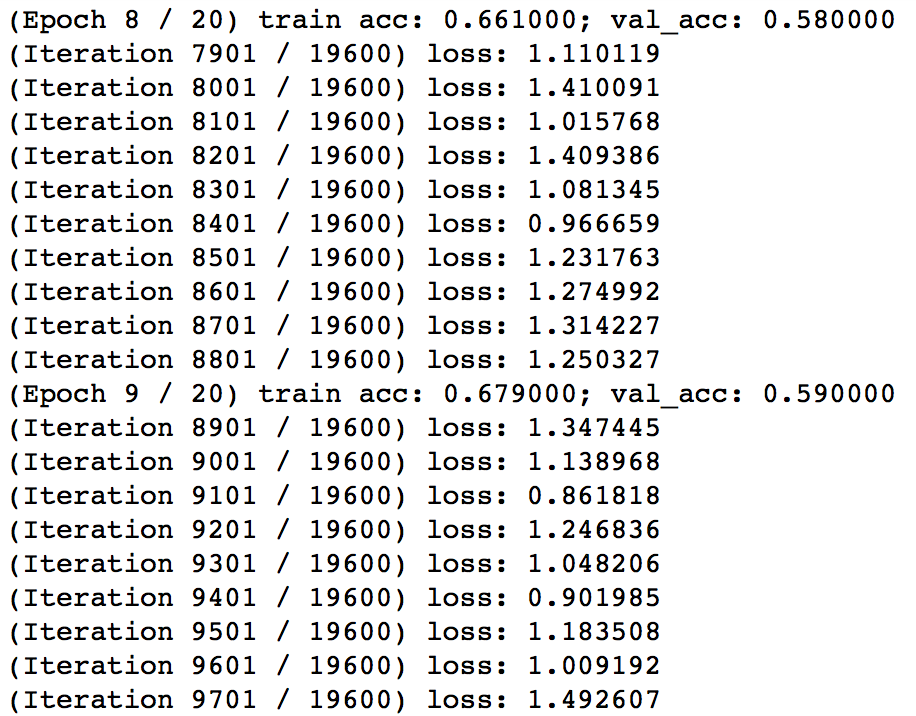 (Epoch 8 / 20) train acc: 0.661000; val_acc: 0.580000
(Iteration 7901 / 19600) loss: 1.110119
(Iteration 8001 / 19600) loss: 1.410091
(Iteration 8101 / 19600) loss: 1.015768
(Iteration 8201 / 19600) loss: 1.409386
(Iteration 8301 / 19600) loss: 1.081345
(Iteration 8401 / 19600) loss: 0.966659
(Iteration 8501 / 19600) loss: 1.231763
(Iteration 8601 / 19600) loss: 1.274992
(Iteration 8701 / 19600) loss: 1.314227
(Iteration 8801 / 19600) loss: 1.250327
(Epoch 9 / 20) train acc: 0.679000; val_acc: 0.590000
(Iteration 8901 / 19600) loss: 1.347445
(Iteration 9001 / 19600) loss: 1.138968
(Iteration 9101 / 19600) loss: 0.861818
(Iteration 9201 / 19600) loss: 1.246836
(Iteration 9301 / 19600) loss: 1.048206
(Iteration 9401 / 19600) loss: 0.901985
(Iteration 9501 / 19600) loss: 1.183508
(Iteration 9601 / 19600) loss: 1.009192
(Iteration 9701 / 19600) loss: 1.492607